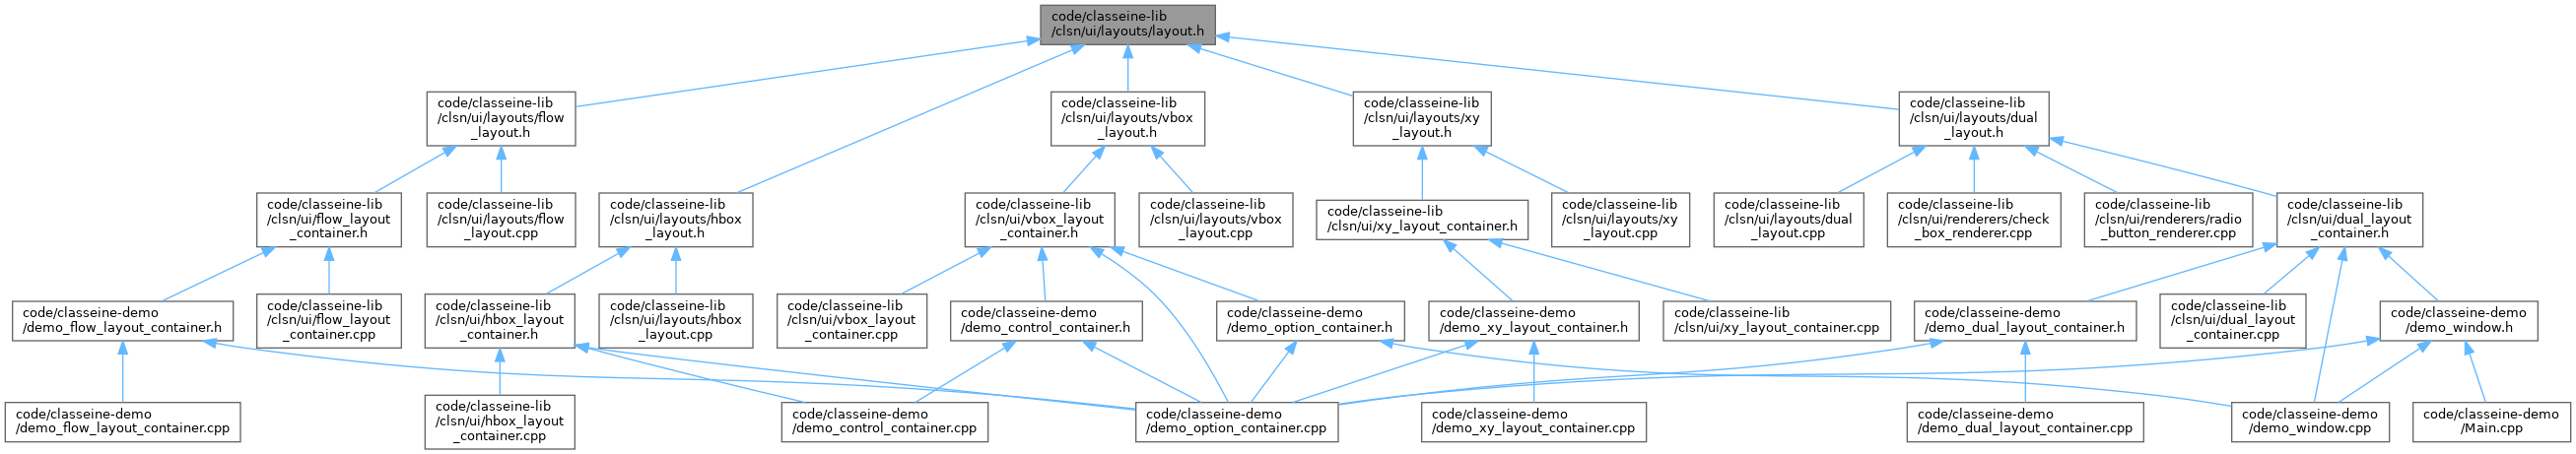 code/classeine-lib
/clsn/ui/layouts/layout.h
code/classeine-lib
/clsn/ui/layouts/flow
_layout.h
code/classeine-lib
/clsn/ui/layouts/vbox
_layout.h
code/classeine-lib
/clsn/ui/layouts/xy
_layout.h
code/classeine-lib
/clsn/ui/layouts/dual
_layout.h
code/classeine-lib
/clsn/ui/flow_layout
_container.h
code/classeine-lib
/clsn/ui/layouts/flow
_layout.cpp
code/classeine-lib
/clsn/ui/layouts/hbox
_layout.h
code/classeine-lib
/clsn/ui/vbox_layout
_container.h
code/classeine-lib
/clsn/ui/layouts/vbox
_layout.cpp
code/classeine-lib
/clsn/ui/xy_layout_container.h
code/classeine-lib
/clsn/ui/layouts/xy
_layout.cpp
code/classeine-lib
/clsn/ui/layouts/dual
_layout.cpp
code/classeine-lib
/clsn/ui/renderers/check
_box_renderer.cpp
code/classeine-lib
/clsn/ui/renderers/radio
_button_renderer.cpp
code/classeine-lib
/clsn/ui/dual_layout
_container.h
code/classeine-demo
/demo_flow_layout_container.h
code/classeine-lib
/clsn/ui/flow_layout
_container.cpp
code/classeine-lib
/clsn/ui/hbox_layout
_container.h
code/classeine-lib
/clsn/ui/layouts/hbox
_layout.cpp
code/classeine-lib
/clsn/ui/vbox_layout
_container.cpp
code/classeine-demo
/demo_control_container.h
code/classeine-demo
/demo_option_container.h
code/classeine-demo
/demo_xy_layout_container.h
code/classeine-lib
/clsn/ui/xy_layout_container.cpp
code/classeine-demo
/demo_dual_layout_container.h
code/classeine-lib
/clsn/ui/dual_layout
_container.cpp
code/classeine-demo
/demo_window.h
code/classeine-demo
/demo_flow_layout_container.cpp
code/classeine-lib
/clsn/ui/hbox_layout
_container.cpp
code/classeine-demo
/demo_control_container.cpp
code/classeine-demo
/demo_option_container.cpp
code/classeine-demo
/demo_xy_layout_container.cpp
code/classeine-demo
/demo_dual_layout_container.cpp
code/classeine-demo
/demo_window.cpp
code/classeine-demo
/Main.cpp